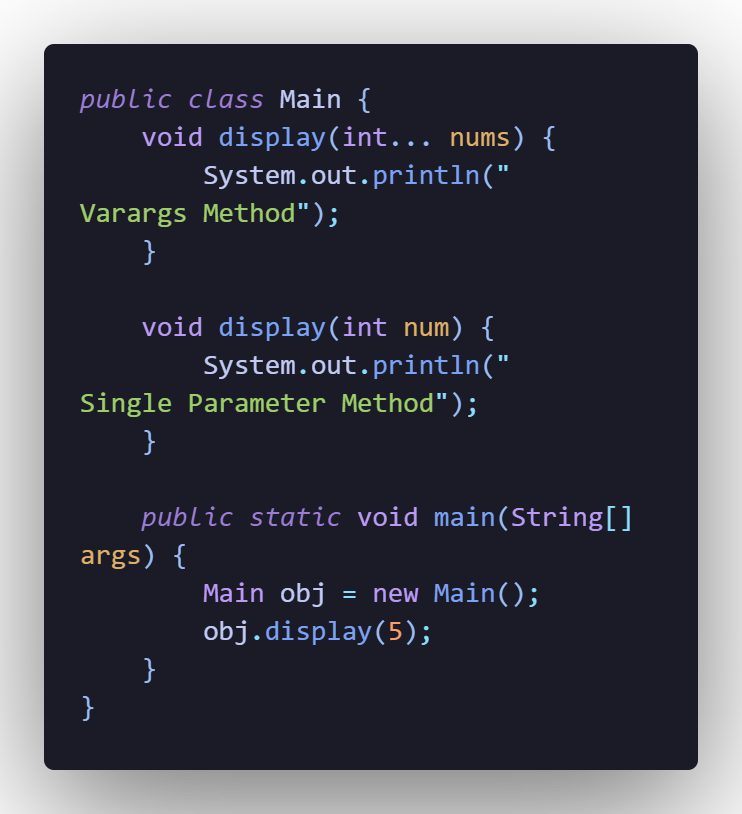 public class Main {
    void display(int... nums) {
        System.out.println("
Varargs Method");
    }

    void display(int num) {
        System.out.println("
Single Parameter Method");
    }

    public static void main(String[]
args) {
        Main obj = new Main();
        obj.display(5);
    }
}